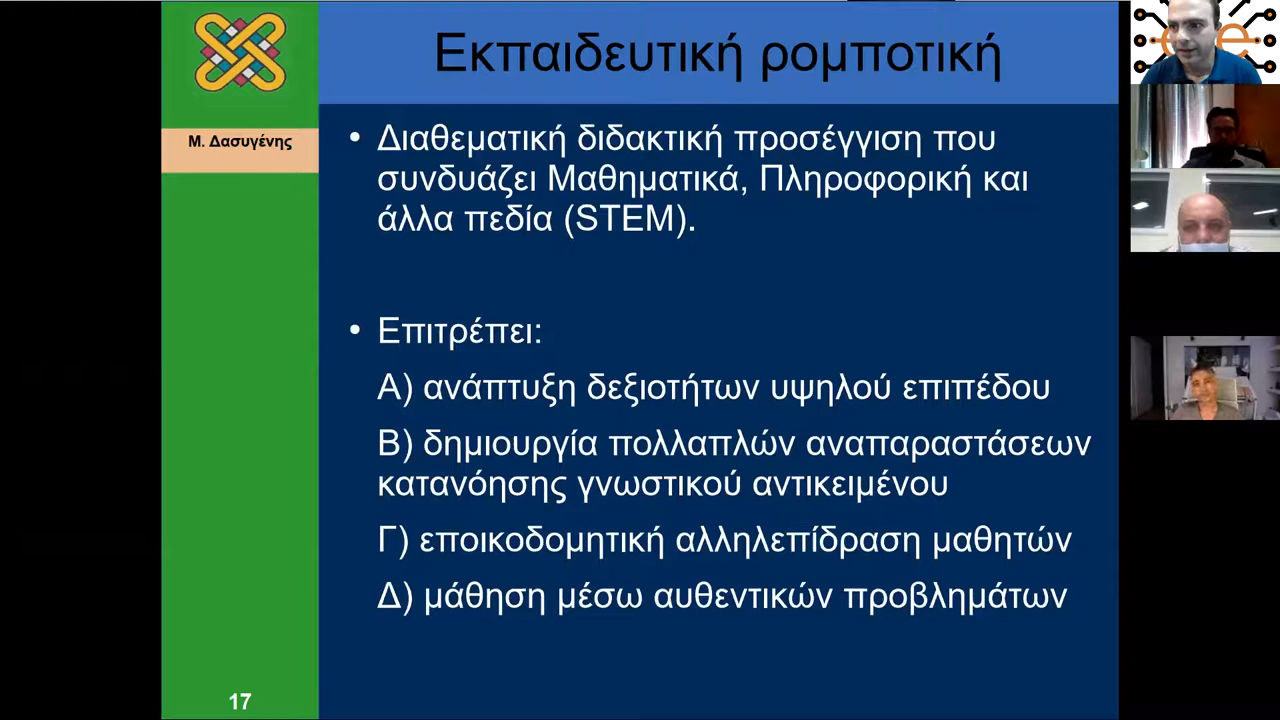 Εκπαιδευτική ρομποτική
Μ. Δασυγένης
• Διαθεματική διδακτική προσέγγιση που
συνδυάζει Μαθηματικά, Πληροφορική και
άλλα πεδία (STEM).
• Επιτρέπει:
Α) ανάπτυξη δεξιοτήτων υψηλού επιπέδου
Β) δημιουργία πολλαπλών αναπαραστάσεων
κατανόησης γνωστικού αντικειμένου
Γ) εποικοδομητική αλληλεπίδραση μαθητών
Δ) μάθηση μέσω αυθεντικών προβλημάτων
17